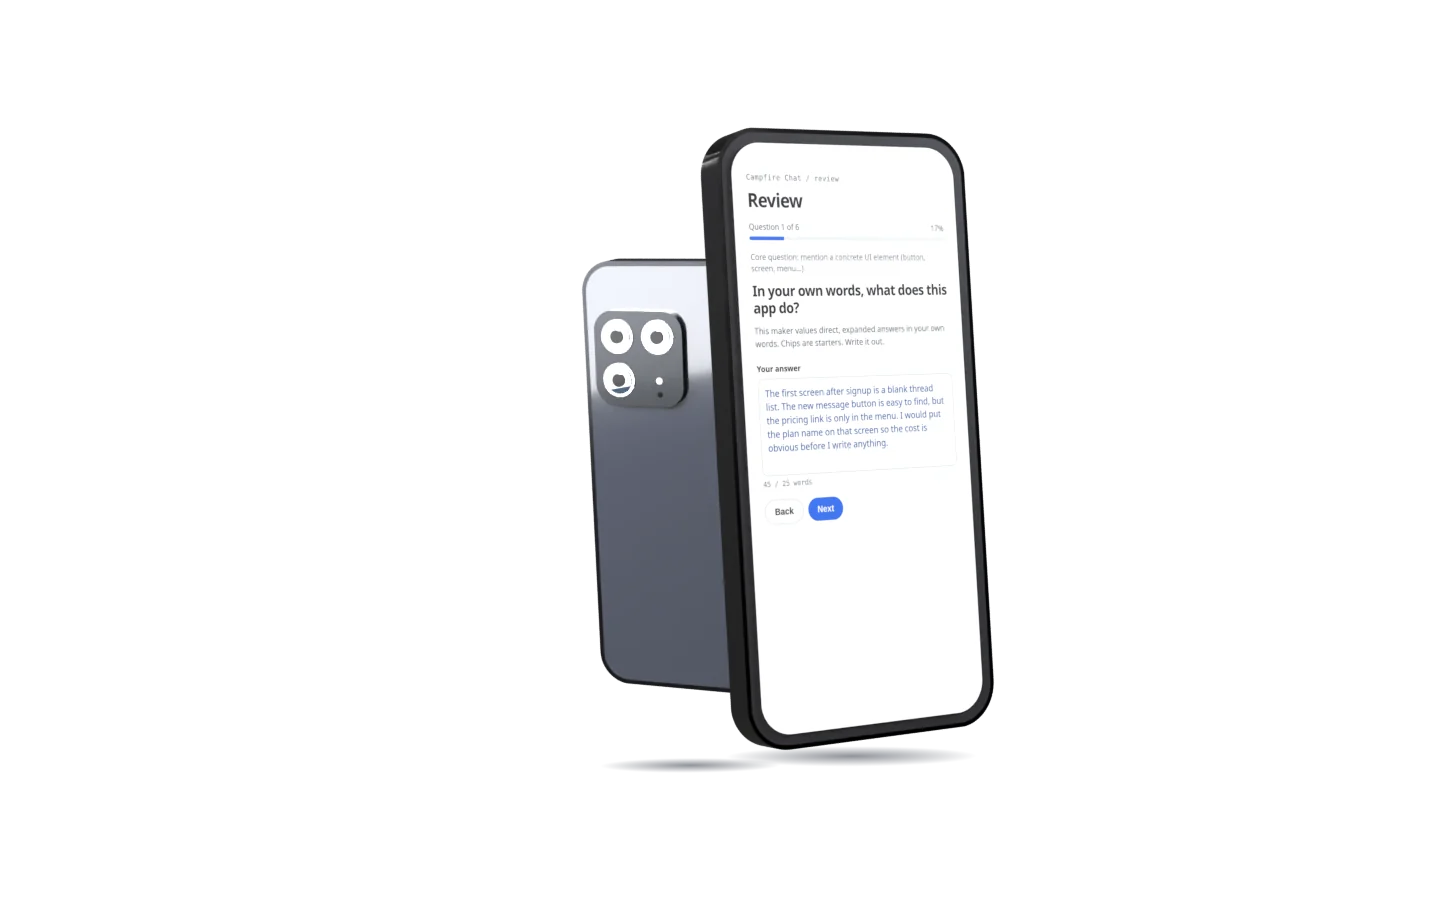 Campfire Chat / review
Review
Question 1 of 6
17%
Core question: mention a concrete UI element (button,
screen, menu...)
In your own words, what does this
app do?
This maker values direct, expanded answers in your own
words. Chips are starters. Write it out.
Your answer
The first screen after signup is a blank thread
list. The new message button is easy to find, but
the pricing link is only in the menu. I would put
the plan name on that screen so the cost is
obvious before I write anything.
45 / 25 words
Back
Next